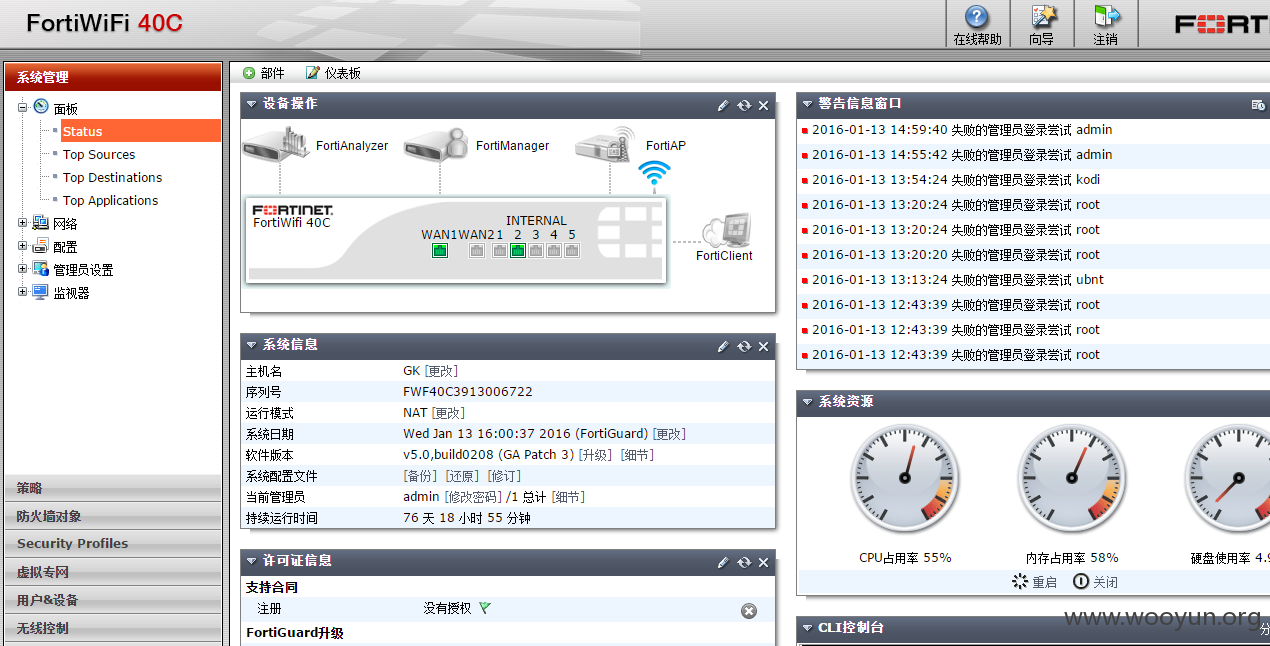 FortiWiFi 40C
在线帮助
向导
注销
系统管理
面板
Status
Top Sources
Top Destinations
Top Applications
网络
配置
管理员设置
监视器
策略
防火墙对象
Security Profiles
虚拟专网
用户&设备
无线控制
部件 仪表板
设备操作
FortiAnalyzer
FortiManager
FortiAP
FORTINET.
FortiWifi 40C
INTERNAL
WAN1 WAN2 1 2 3 4 5
FortiClient
系统信息
主机名 GK [更改]
序列号 FWF40C3913006722
运行模式 NAT [更改]
系统日期 Wed Jan 13 16:00:37 2016 (FortiGuard) [更改]
软件版本 v5.0,build0208 (GA Patch 3) [升级] [细节]
系统配置文件 [备份] [还原] [修订]
当前管理员 admin [修改密码] /1 总计 [细节]
持续运行时间 76 天 18 小时 55 分钟
许可证信息
支持合同
注册 没有授权
FortiGuard升级
警告信息窗口
2016-01-13 14:59:40 失败的管理员登录尝试 admin
2016-01-13 14:55:42 失败的管理员登录尝试 admin
2016-01-13 13:54:24 失败的管理员登录尝试 kodi
2016-01-13 13:20:24 失败的管理员登录尝试 root
2016-01-13 13:20:24 失败的管理员登录尝试 root
2016-01-13 13:20:20 失败的管理员登录尝试 root
2016-01-13 13:13:24 失败的管理员登录尝试 ubnt
2016-01-13 12:43:39 失败的管理员登录尝试 root
2016-01-13 12:43:39 失败的管理员登录尝试 root
2016-01-13 12:43:39 失败的管理员登录尝试 root
系统资源
CPU占用率 55%
内存占用率 58%
硬盘使用率 4.9
重启 关闭
CLI控制台
www.wooyun.org